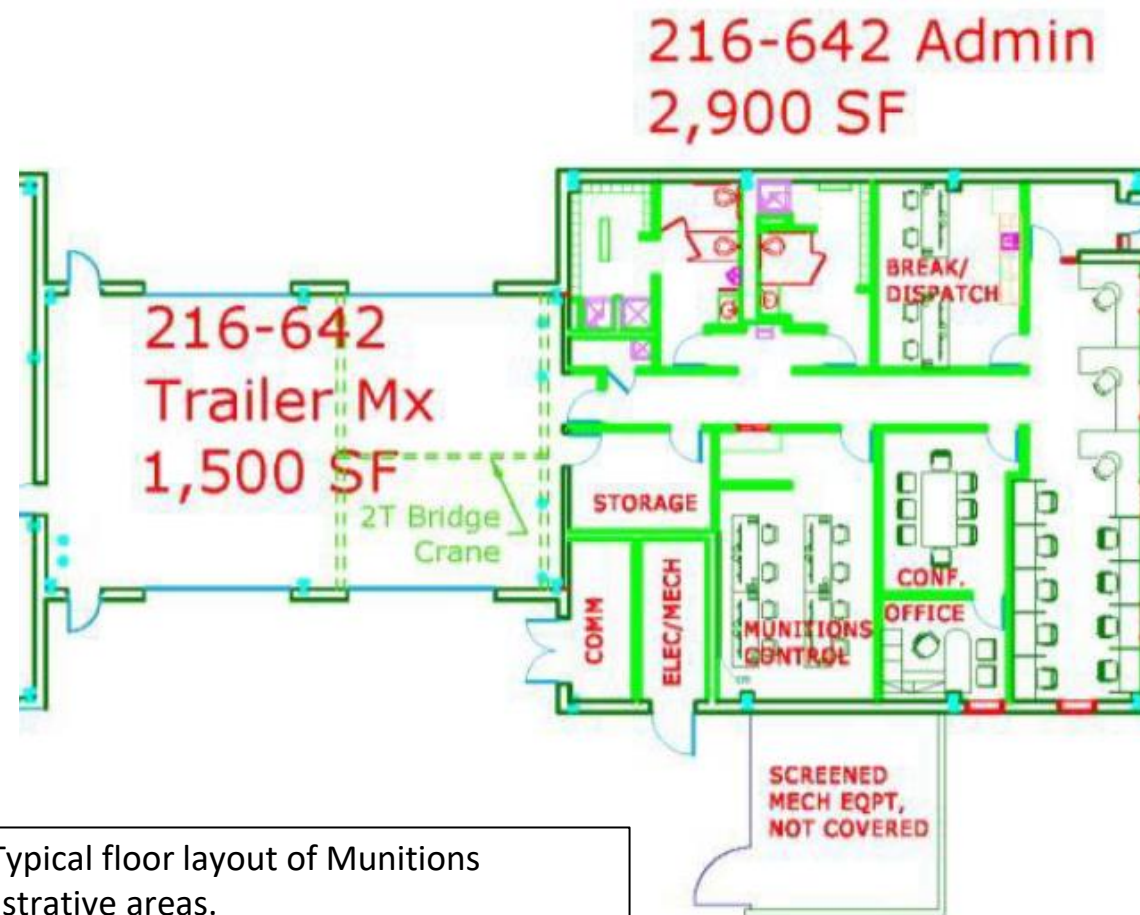 216-642 Admin
2,900 SF
BREAK/
DISPATCH
216-642
Trailer Mx
1,500 SF
2T Bridge
Crane
STORAGE
COMM
ELEC/MECH
MUNITIONS
CONTROL
CONF.
OFFICE
SCREENED
MECH EQPT,
NOT COVERED
Typical floor layout of Munitions
strative areas.